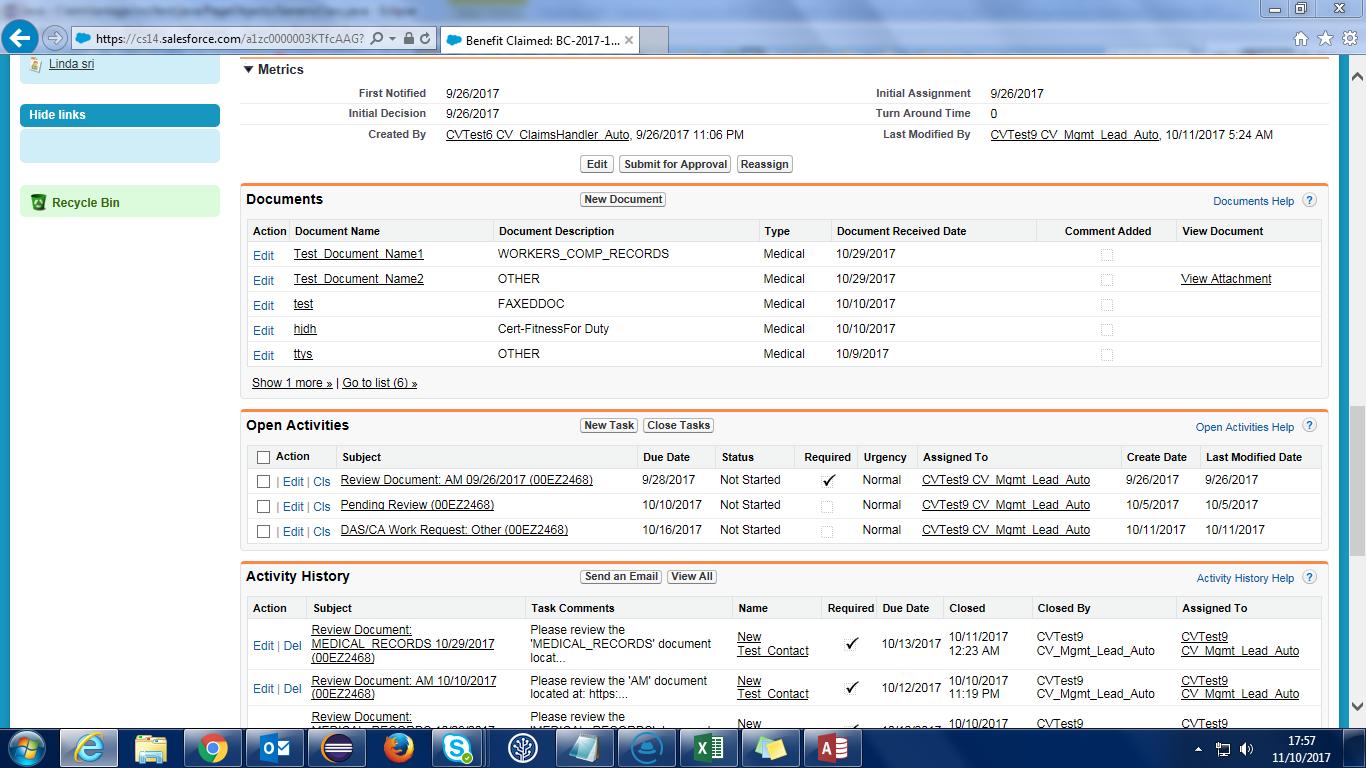 https://cs14.salesforce.com/a1zc0000003KTfcAAG?
Benefit Claimed: BC-2017-1...
Linda sri
Hide links
Recycle Bin
Metrics
First Notified 9/26/2017 Initial Assignment 9/26/2017
Initial Decision 9/26/2017 Turn Around Time 0
Created By CVTest6 CV_ClaimsHandler_Auto, 9/26/2017 11:06 PM Last Modified By CVTest9 CV_Mgmt_Lead_Auto, 10/11/2017 5:24 AM
Edit Submit for Approval Reassign
Documents New Document Documents Help ?
Action Document Name Document Description Type Document Received Date Comment Added View Document
Edit Test_Document_Name1 WORKERS_COMP_RECORDS Medical 10/29/2017
Edit Test_Document_Name2 OTHER Medical 10/29/2017 View Attachment
Edit test FAXEDDOC Medical 10/10/2017
Edit hjdh Cert-FitnessFor Duty Medical 10/10/2017
Edit ttys OTHER Medical 10/9/2017
Show 1 more » | Go to list (6) »
Open Activities New Task Close Tasks Open Activities Help ?
Action Subject Due Date Status Required Urgency Assigned To Create Date Last Modified Date
| Edit | Cls Review Document: AM 09/26/2017 (00EZ2468) 9/28/2017 Not Started Normal CVTest9 CV_Mgmt_Lead_Auto 9/26/2017 9/26/2017
| Edit | Cls Pending Review (00EZ2468) 10/10/2017 Not Started Normal CVTest9 CV_Mgmt_Lead_Auto 10/5/2017 10/5/2017
| Edit | Cls DAS/CA Work Request: Other (00EZ2468) 10/16/2017 Not Started Normal CVTest9 CV_Mgmt_Lead_Auto 10/11/2017 10/11/2017
Activity History Send an Email View All Activity History Help ?
Action Subject Task Comments Name Required Due Date Closed Closed By Assigned To
Review Document: Please review the New 10/11/2017 CVTest9 CVTest9
Edit | Del MEDICAL_RECORDS 10/29/2017 'MEDICAL_RECORDS' document Test_Contact 10/13/2017 12:23 AM CV_Mgmt_Lead_Auto CV_Mgmt_Lead_Auto
(00EZ2468) locat...
Review Document: AM 10/10/2017 Please review the 'AM' document New 10/10/2017 CVTest9 CVTest9
Edit | Del (00EZ2468) located at: https:... Test_Contact 10/12/2017 11:19 PM CV_Mgmt_Lead_Auto CV_Mgmt_Lead_Auto
Review Document: Please review the New 10/10/2017 CVTest9 CVTest9
17:57
11/10/2017